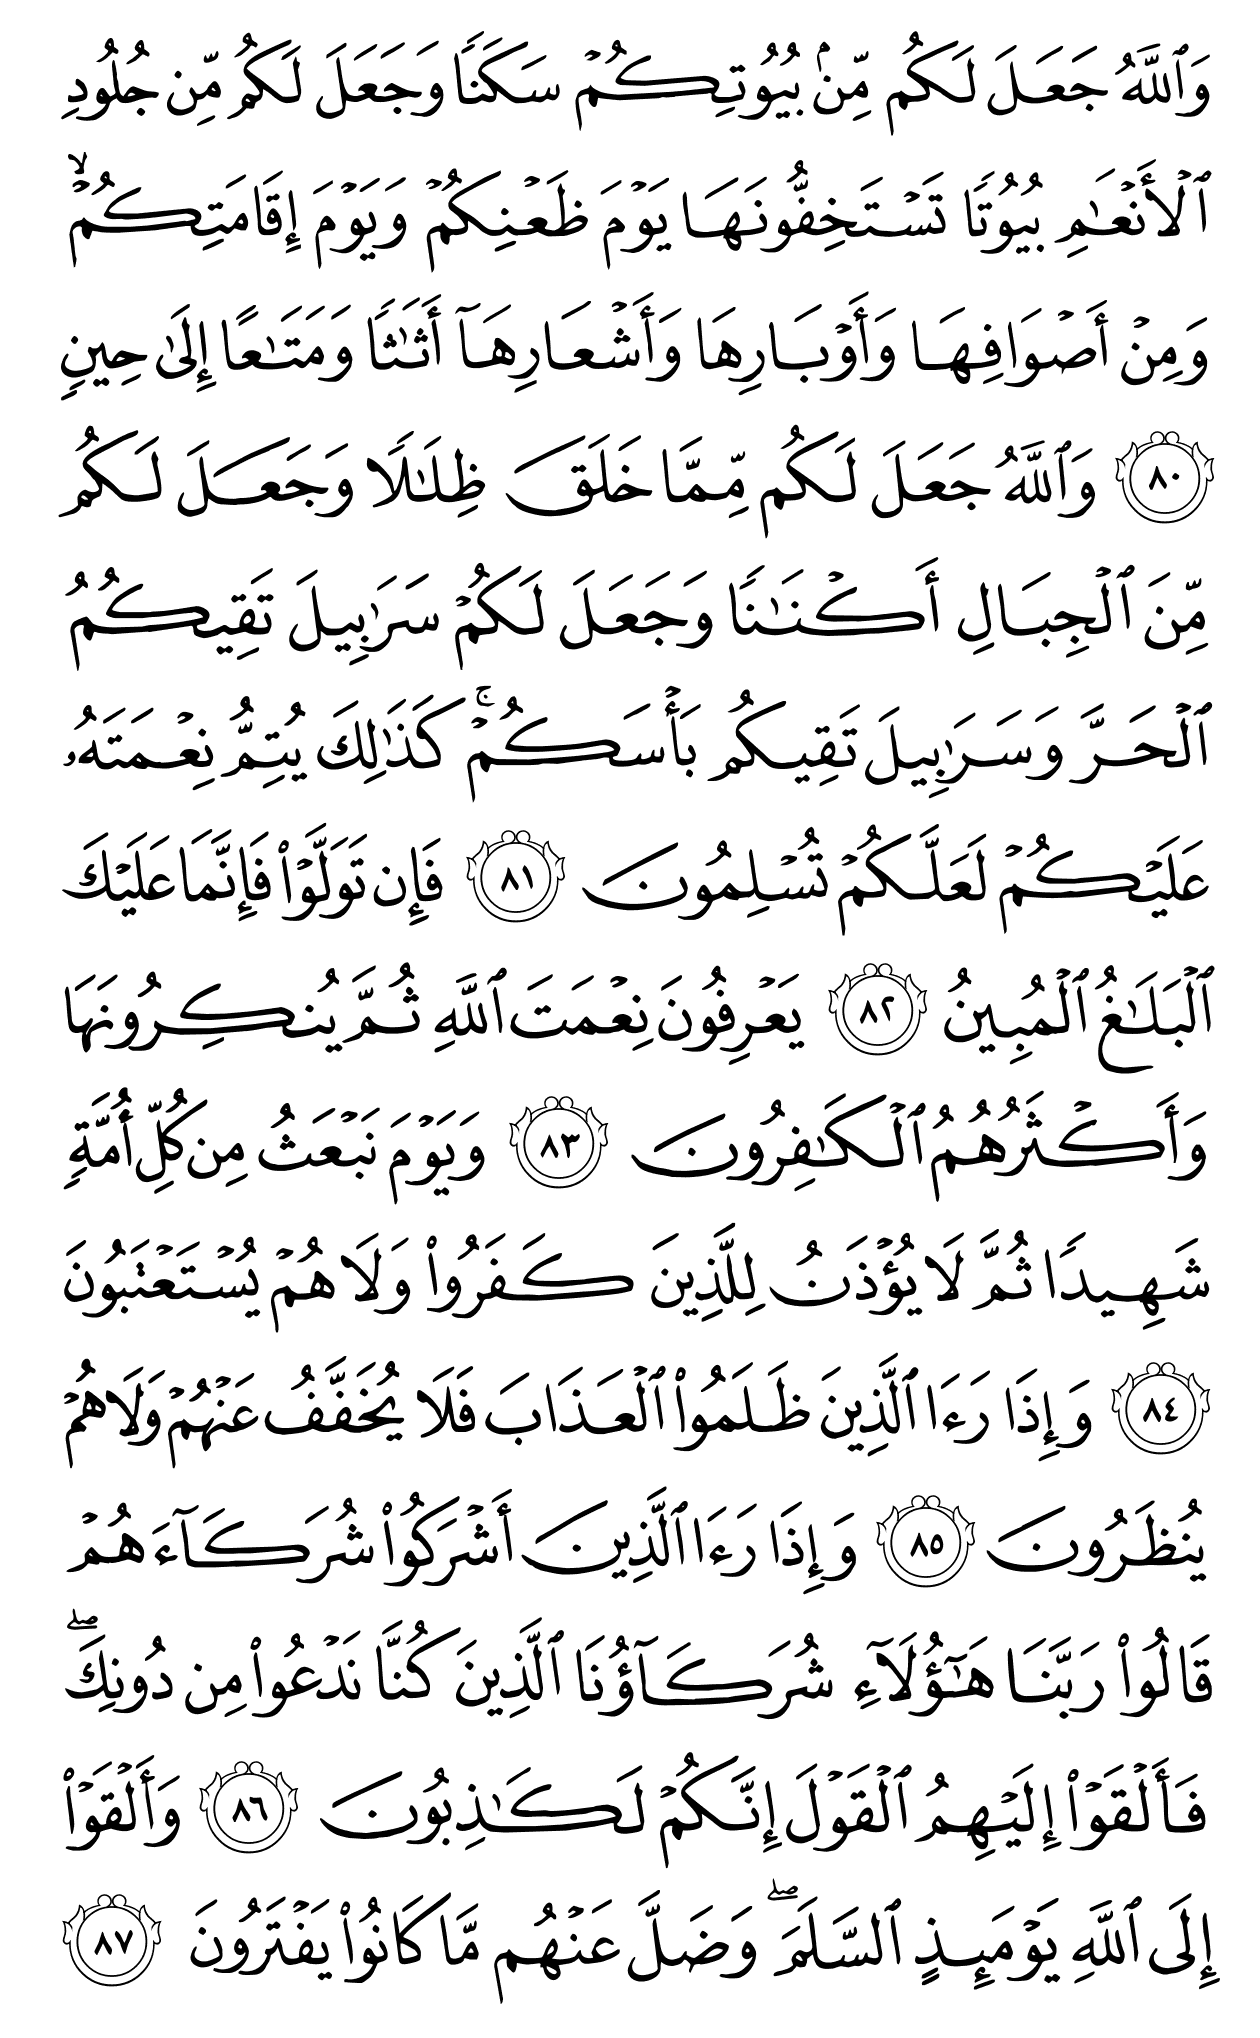 وَٱللَّهُ جَعَلَ لَكُم مِّنۢ بُيُوتِكُمۡ سَكَنٗا وَجَعَلَ لَكُم مِّن جُلُودِ
ٱلۡأَنۡعَٰمِ بُيُوتٗا تَسۡتَخِفُّونَهَا يَوۡمَ ظَعۡنِكُمۡ وَيَوۡمَ إِقَامَتِكُمۡۙ
وَمِنۡ أَصۡوَافِهَا وَأَوۡبَارِهَا وَأَشۡعَارِهَآ أَثَٰثٗا وَمَتَٰعًا إِلَىٰ حِينٖ
٨٠ وَٱللَّهُ جَعَلَ لَكُم مِّمَّا خَلَقَ ظِلَٰلٗا وَجَعَلَ لَكُم
مِّنَ ٱلۡجِبَالِ أَكۡنَٰنٗا وَجَعَلَ لَكُمۡ سَرَٰبِيلَ تَقِيكُمُ
ٱلۡحَرَّ وَسَرَٰبِيلَ تَقِيكُم بَأۡسَكُمۡۚ كَذَٰلِكَ يُتِمُّ نِعۡمَتَهُۥ
عَلَيۡكُمۡ لَعَلَّكُمۡ تُسۡلِمُونَ ٨١ فَإِن تَوَلَّوۡاْ فَإِنَّمَا عَلَيۡكَ
ٱلۡبَلَٰغُ ٱلۡمُبِينُ ٨٢ يَعۡرِفُونَ نِعۡمَتَ ٱللَّهِ ثُمَّ يُنكِرُونَهَا
وَأَكۡثَرُهُمُ ٱلۡكَٰفِرُونَ ٨٣ وَيَوۡمَ نَبۡعَثُ مِن كُلِّ أُمَّةٖ
شَهِيدٗا ثُمَّ لَا يُؤۡذَنُ لِلَّذِينَ كَفَرُواْ وَلَا هُمۡ يُسۡتَعۡتَبُونَ
٨٤ وَإِذَا رَءَا ٱلَّذِينَ ظَلَمُواْ ٱلۡعَذَابَ فَلَا يُخَفَّفُ عَنۡهُمۡ وَلَا هُمۡ
يُنظَرُونَ ٨٥ وَإِذَا رَءَا ٱلَّذِينَ أَشۡرَكُواْ شُرَكَآءَهُمۡ
قَالُواْ رَبَّنَا هَٰٓؤُلَآءِ شُرَكَآؤُنَا ٱلَّذِينَ كُنَّا نَدۡعُواْ مِن دُونِكَۖ
فَأَلۡقَوۡاْ إِلَيۡهِمُ ٱلۡقَوۡلَ إِنَّكُمۡ لَكَٰذِبُونَ ٨٦ وَأَلۡقَوۡاْ
إِلَى ٱللَّهِ يَوۡمَئِذٍ ٱلسَّلَمَۖ وَضَلَّ عَنۡهُم مَّا كَانُواْ يَفۡتَرُونَ ٨٧